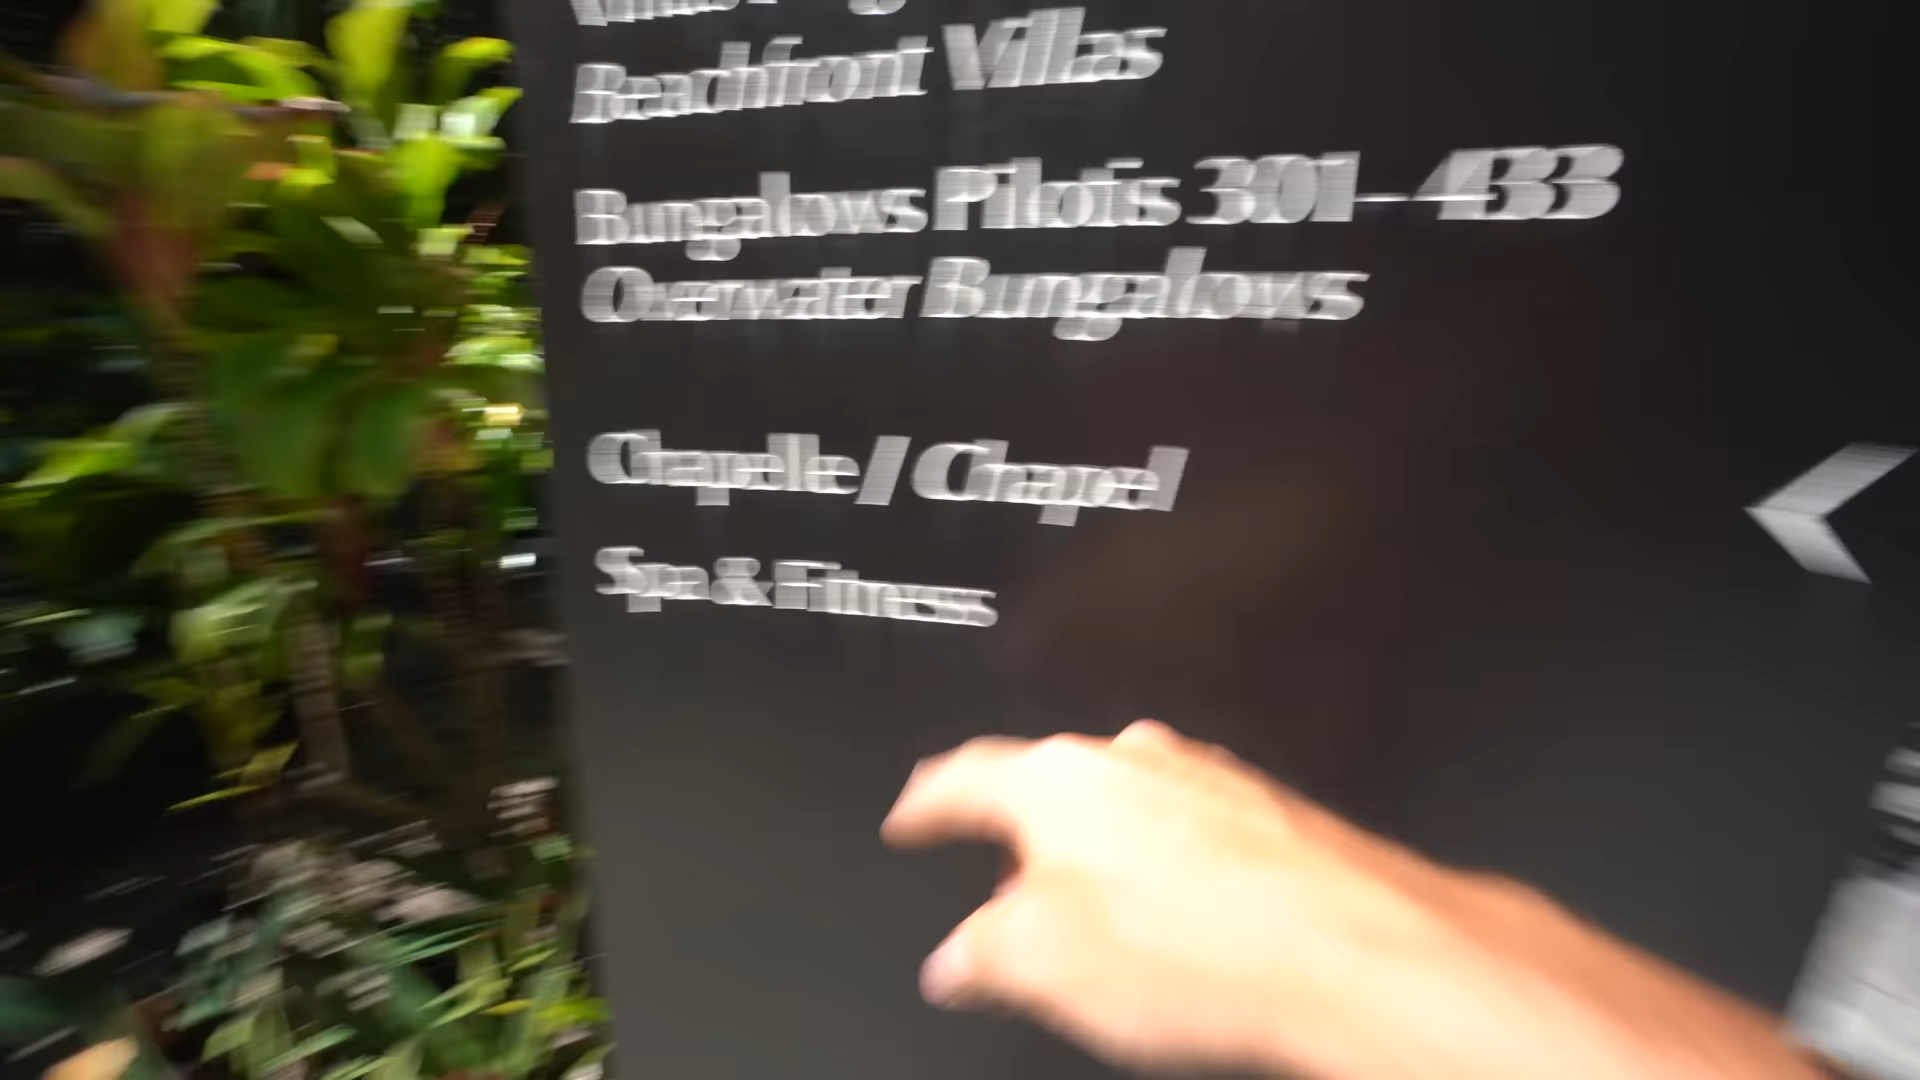 Beachfront Villas
Bungalows Pilotis 301-433
Overwater Bungalows
Chapelle / Chapel
Spa & Fitness